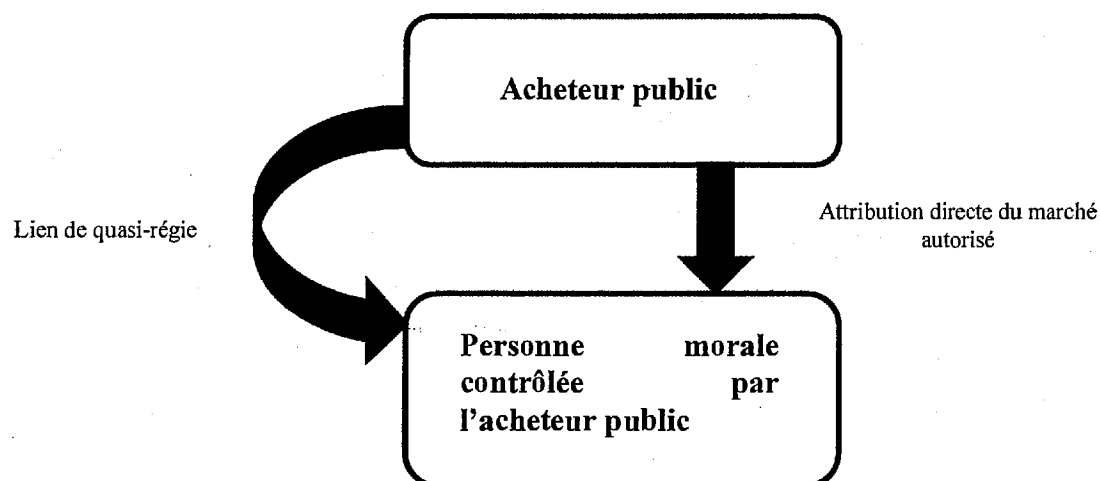 Acheteur public
Lien de quasi-régie
Attribution directe du marché
autorisé
Personne morale
contrôlée par
l'acheteur public